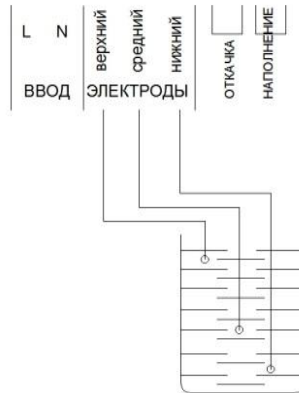 L N
верхний
средний
нижний
ОТКАЧКА
НАПОЛНЕНИЕ
ВВОД
ЭЛЕКТРОДЫ